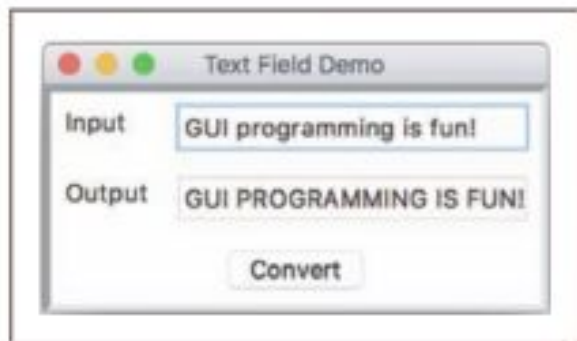 Text Field Demo
Input GUI programming is fun!
Output GUI PROGRAMMING IS FUN!
Convert